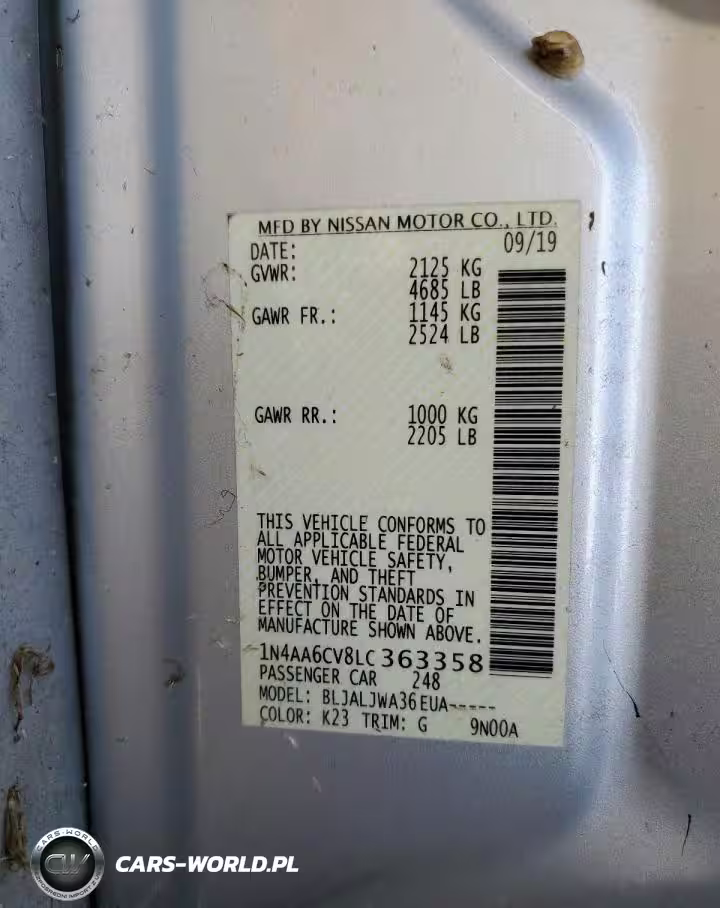 MFD BY NISSAN MOTOR CO., LTD.
DATE: 09/19
GVWR: 2125 KG
4685 LB
GAWR FR.: 1145 KG
2524 LB
GAWR RR.: 1000 KG
2205 LB
THIS VEHICLE CONFORMS TO
ALL APPLICABLE FEDERAL
MOTOR VEHICLE SAFETY,
BUMPER, AND THEFT
PREVENTION STANDARDS IN
EFFECT ON THE DATE OF
MANUFACTURE SHOWN ABOVE.
1N4AA6CV8LC363358
PASSENGER CAR 248
MODEL: BLJALJWA36EUA-----
COLOR: K23 TRIM: G 9N00A
CARS-WORLD
CW
CARS-WORLD.PL